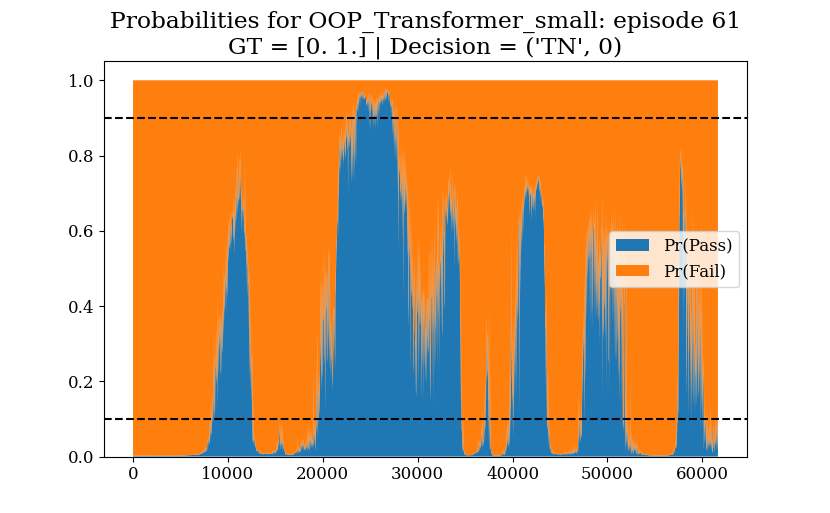 Probabilities for OOP_Transformer_small: episode 61
GT = [0. 1.] | Decision = ('TN', 0)
1.0
0.8
0.6
0.4
0.2
0.0
Pr(Pass)
Pr(Fail)
0 10000 20000 30000 40000 50000 60000